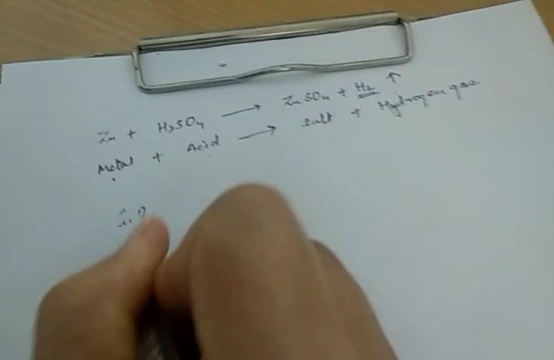 Zn + H2SO4 → ZnSO4 + H2 ↑
Metal + Acid → salt + Hydrogen gas